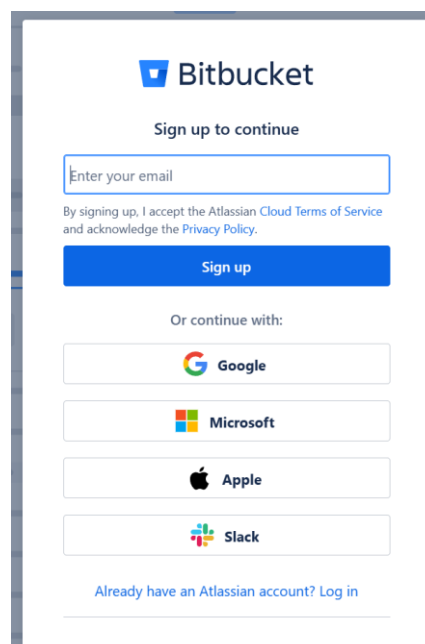 Bitbucket
Sign up to continue
Enter your email
By signing up, I accept the Atlassian Cloud Terms of Service
and acknowledge the Privacy Policy.
Sign up
Or continue with:
Google
Microsoft
Apple
Slack
Already have an Atlassian account? Log in